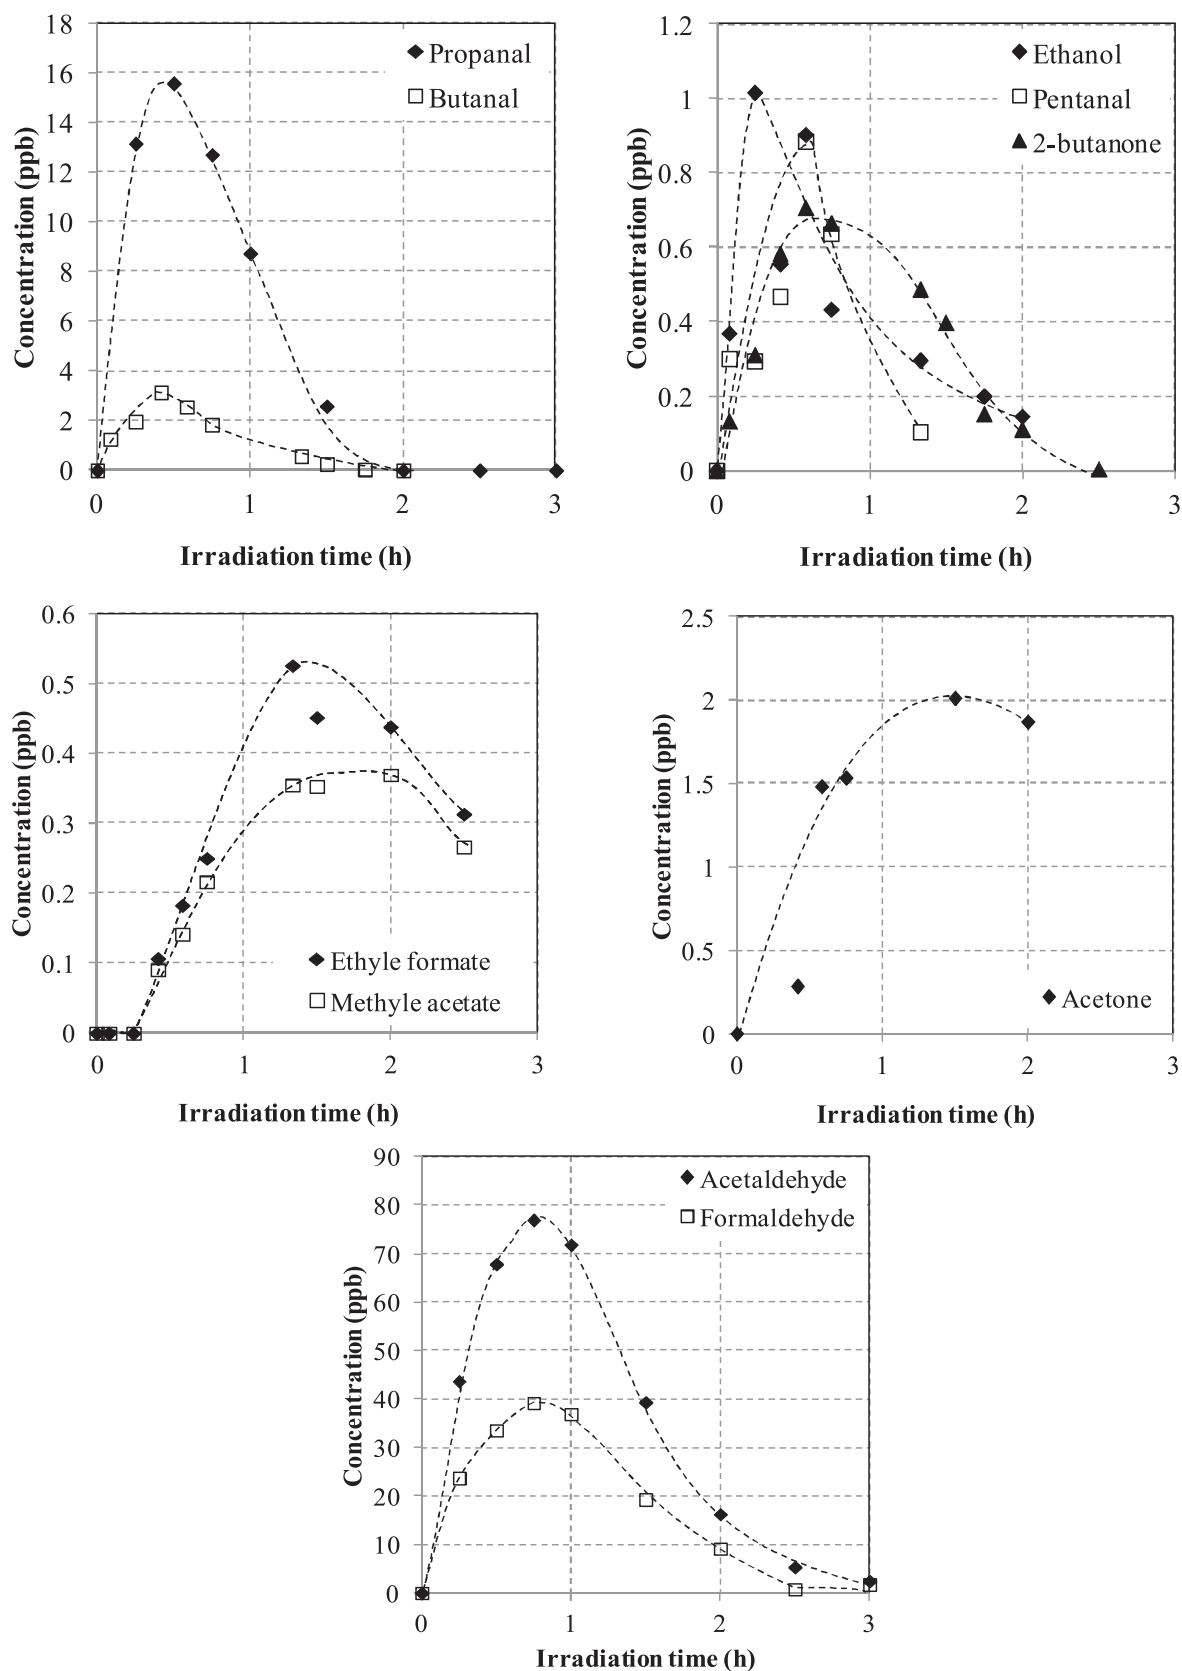 18
16
14
12
10
8
6
4
2
0
Concentration (ppb)
Propanal
Butanal
0 1 2 3
Irradiation time (h)
1.2
1
0.8
0.6
0.4
0.2
0
Concentration (ppb)
Ethanol
Pentanal
2-butanone
0 1 2 3
Irradiation time (h)
0.6
0.5
0.4
0.3
0.2
0.1
0
Concentration (ppb)
Ethyle formate
Methyle acetate
0 1 2 3
Irradiation time (h)
2.5
2
1.5
1
0.5
0
Concentration (ppb)
Acetone
0 1 2 3
Irradiation time (h)
90
80
70
60
50
40
30
20
10
0
Concentration (ppb)
Acetaldehyde
Formaldehyde
0 1 2 3
Irradiation time (h)